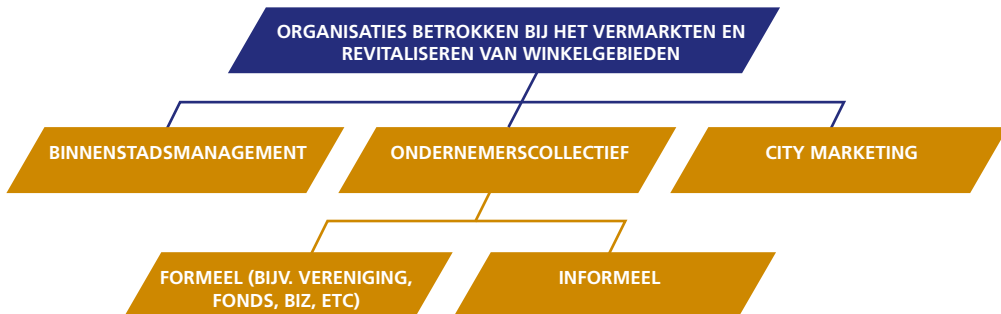 ORGANISATIES BETROKKEN BIJ HET VERMARKTEN EN
REVITALISEREN VAN WINKELGEBIEDEN
BINNENSTADSMANAGEMENT
ONDERNEMERSCOLLECTIEF
CITY MARKETING
FORMEEL (BIJV. VERENIGING,
FONDS, BIZ, ETC)
INFORMEEL